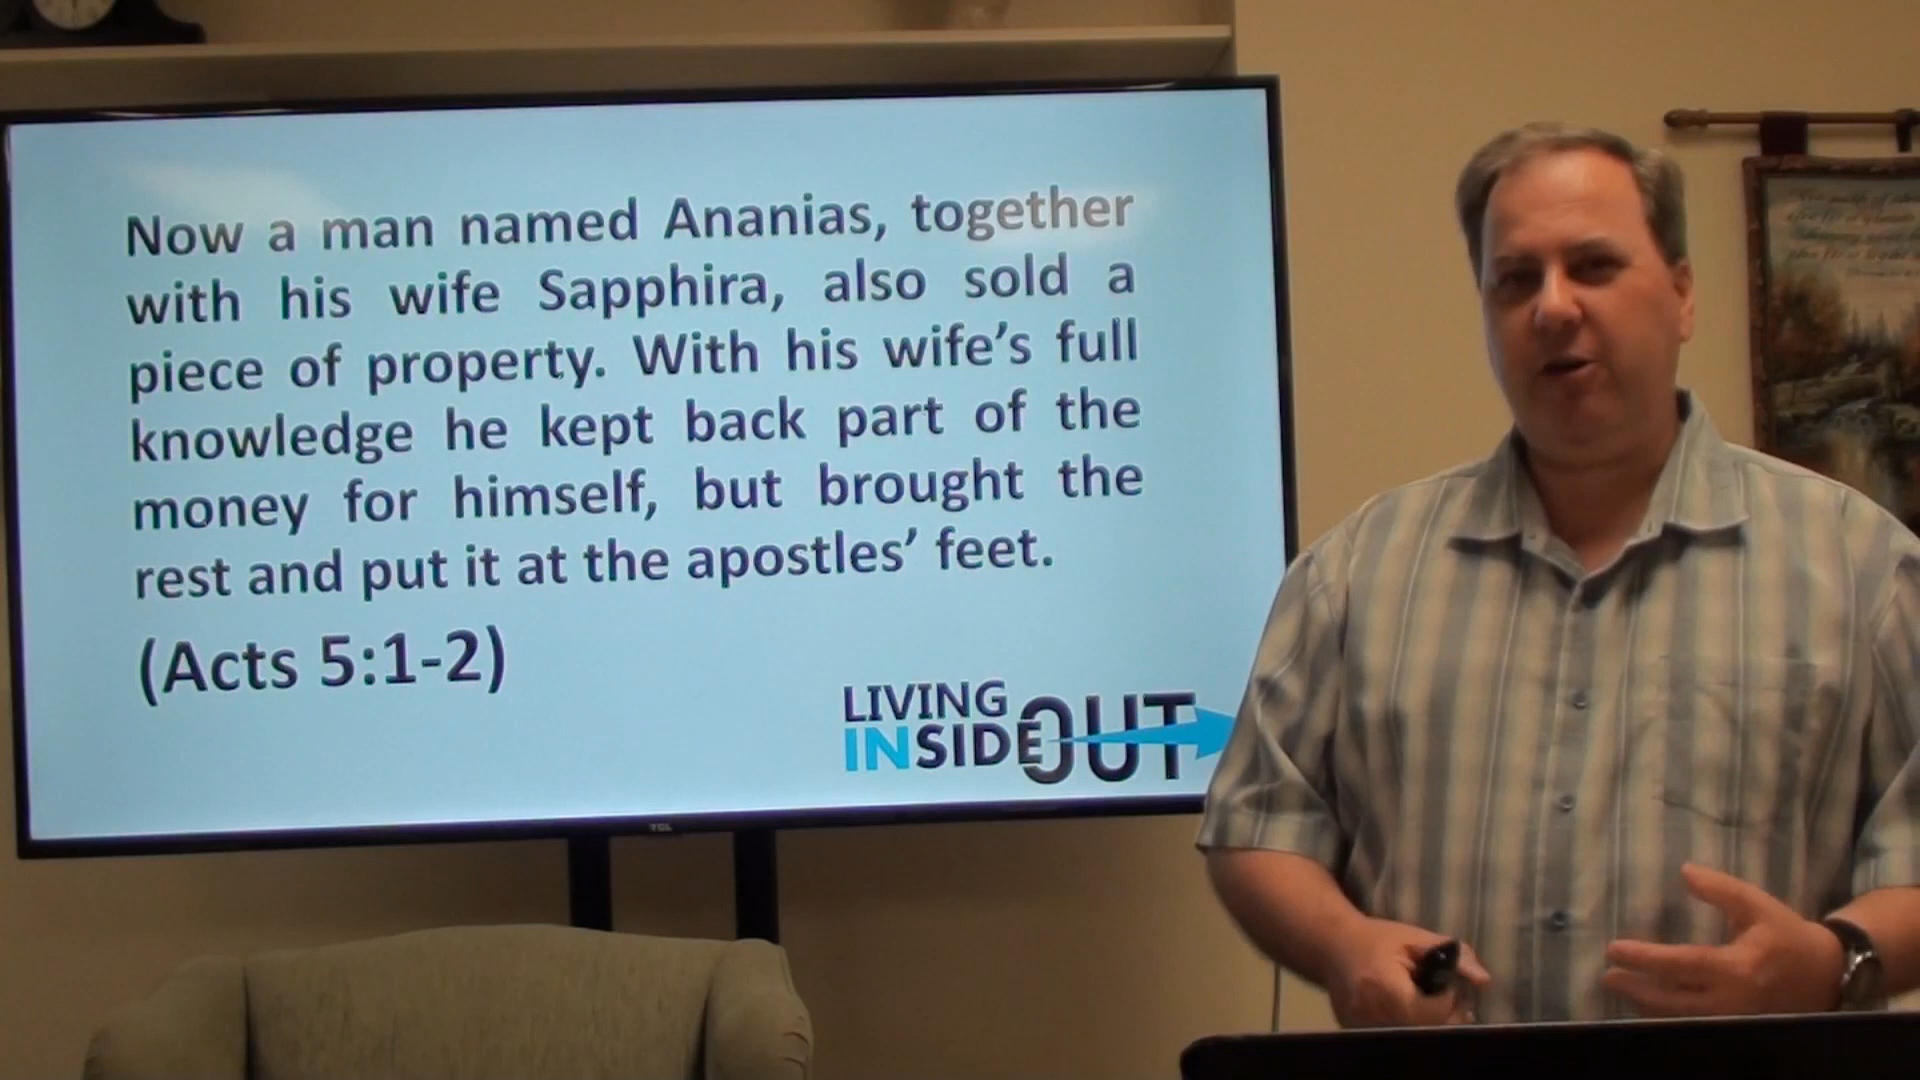 Now a man named Ananias, together
with his wife Sapphira, also sold a
piece of property. With his wife’s full
knowledge he kept back part of the
money for himself, but brought the
rest and put it at the apostles’ feet.
(Acts 5:1-2)
LIVING
INSIDE OUT
TCL